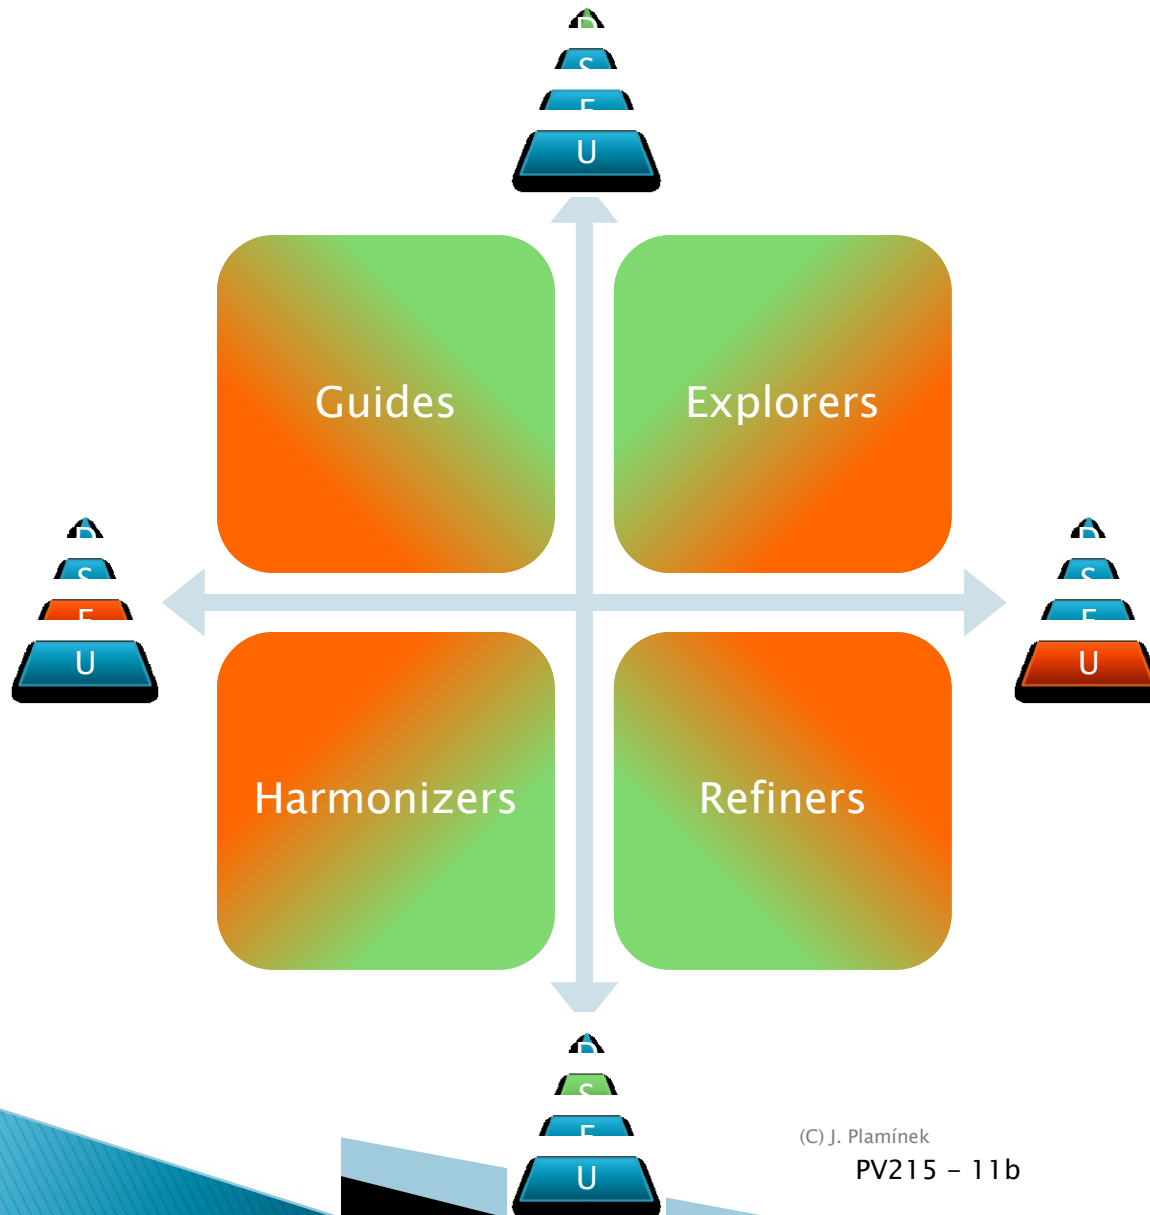 S
U
Guides
Explorers
S
U
S
U
Harmonizers
Refiners
S
U
(C) J. Plamínek
PV215 – 11b